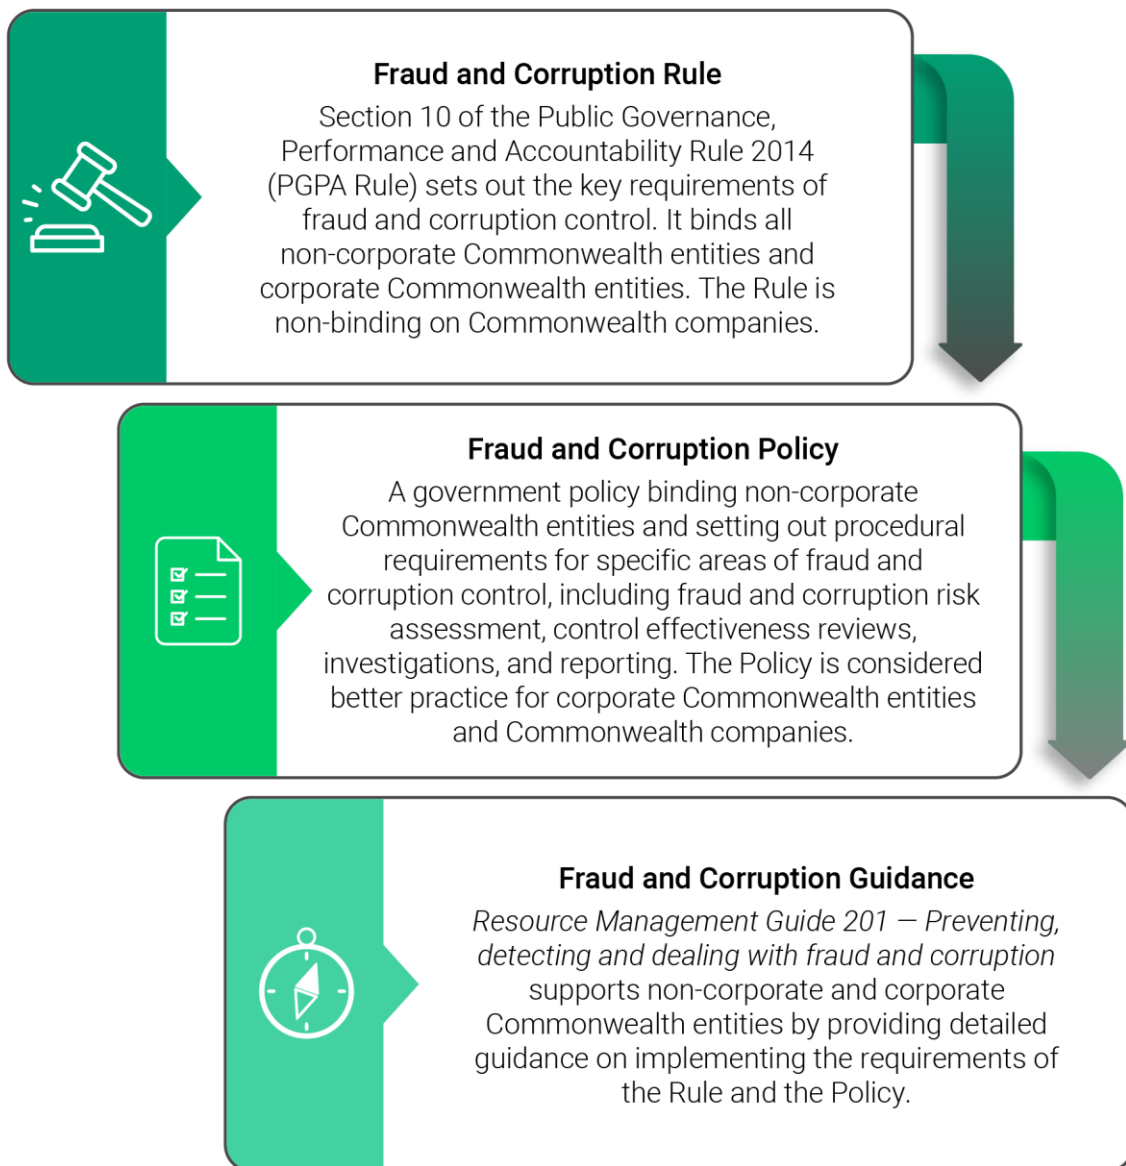 Fraud and Corruption Rule
Section 10 of the Public Governance,
Performance and Accountability Rule 2014
(PGPA Rule) sets out the key requirements of
fraud and corruption control. It binds all
non-corporate Commonwealth entities and
corporate Commonwealth entities. The Rule is
non-binding on Commonwealth companies.
Fraud and Corruption Policy
A government policy binding non-corporate
Commonwealth entities and setting out procedural
requirements for specific areas of fraud and
corruption control, including fraud and corruption risk
assessment, control effectiveness reviews,
investigations, and reporting. The Policy is considered
better practice for corporate Commonwealth entities
and Commonwealth companies.
Fraud and Corruption Guidance
Resource Management Guide 201 – Preventing,
detecting and dealing with fraud and corruption
supports non-corporate and corporate
Commonwealth entities by providing detailed
guidance on implementing the requirements of
the Rule and the Policy.